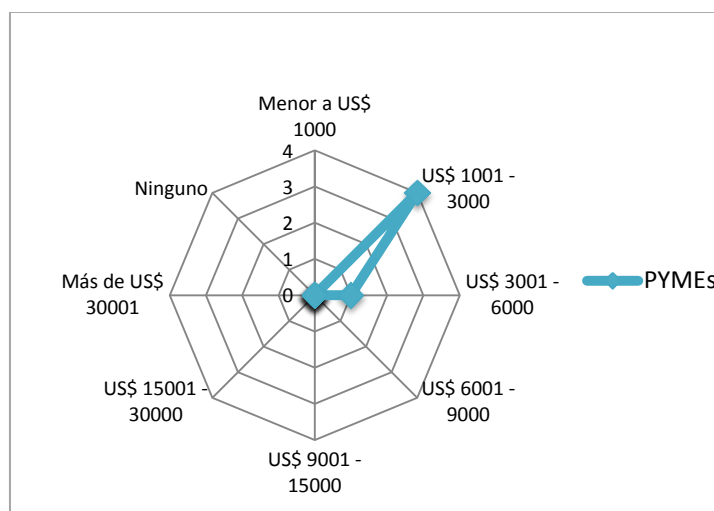 Menor a US$
1000
4
3
2
1
0
US$ 1001 -
3000
US$ 3001 -
6000
US$ 6001 -
9000
US$ 9001 -
15000
US$ 15001 -
30000
Más de US$
30001
Ninguno
PYMEs